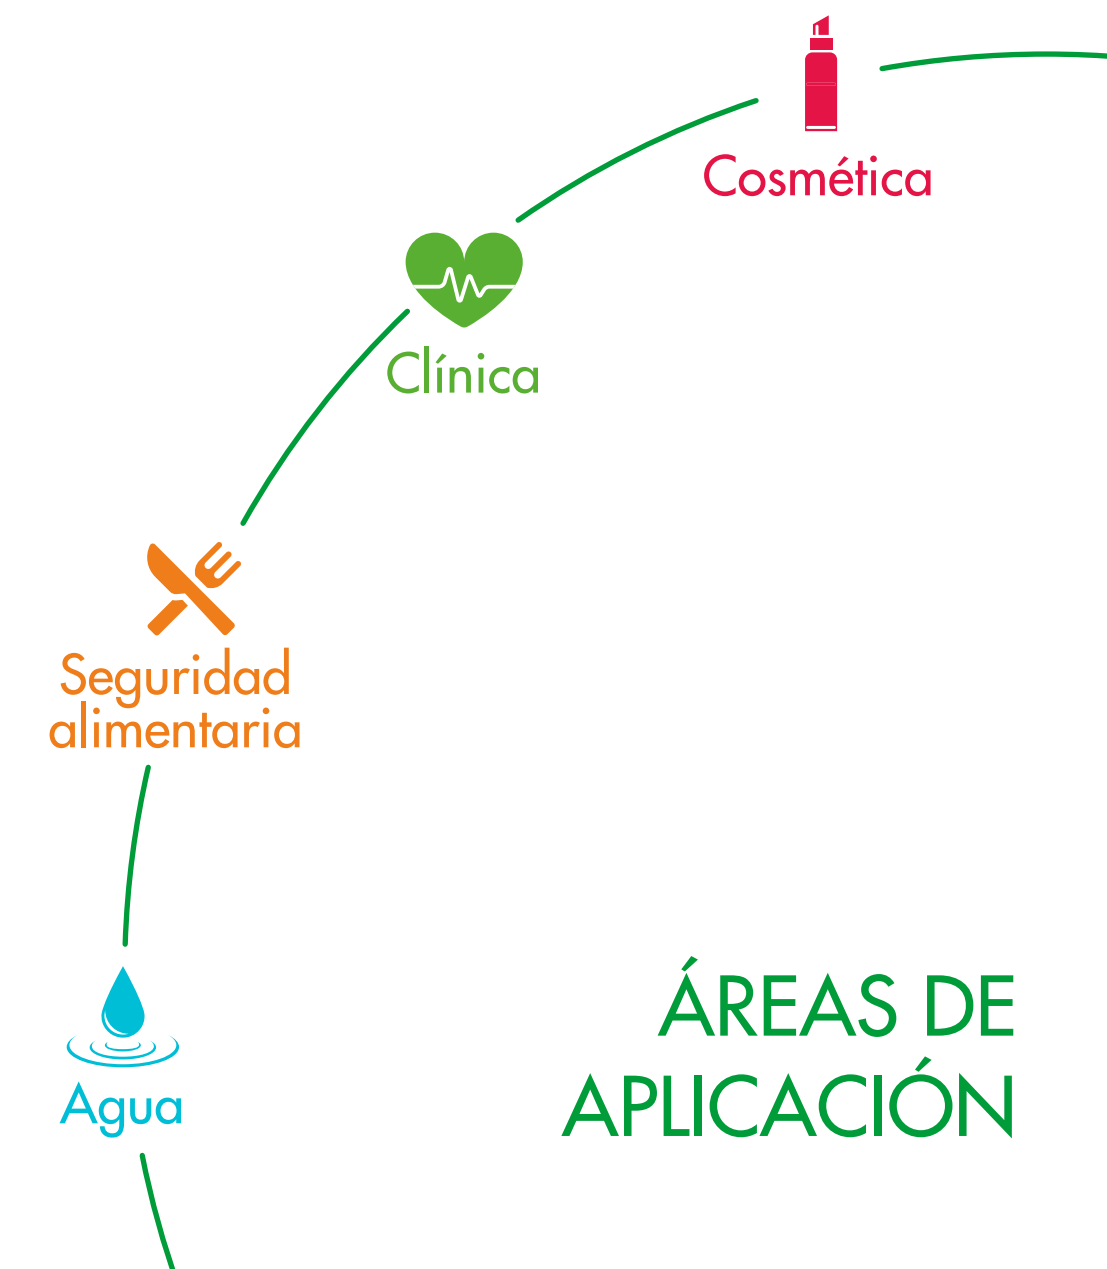 Cosmética
Clínica
Seguridad
alimentaria
Agua
ÁREAS DE
APLICACIÓN